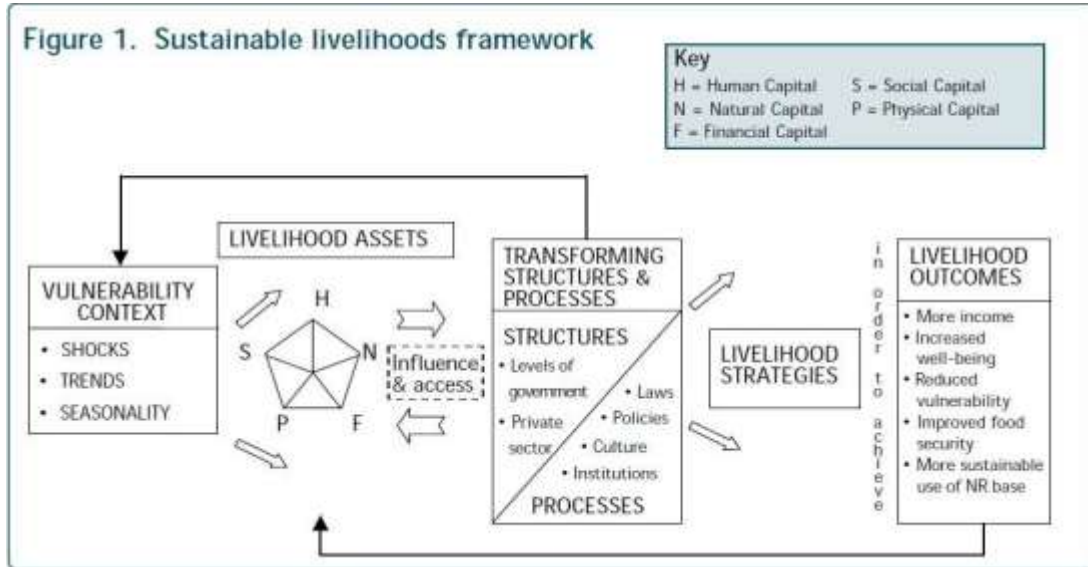 Figure 1. Sustainable livelihoods framework
Key
H = Human Capital S = Social Capital
N = Natural Capital P = Physical Capital
F = Financial Capital
LIVELIHOOD ASSETS
VULNERABILITY
CONTEXT
• SHOCKS
• TRENDS
• SEASONALITY
H
S
N
P
F
Influence
& access
TRANSFORMING
STRUCTURES &
PROCESSES
STRUCTURES
• Levels of
government
• Private
sector
• Laws
• Policies
• Culture
• Institutions
PROCESSES
LIVELIHOOD
STRATEGIES
in order to achieve
LIVELIHOOD
OUTCOMES
• More income
• Increased
well-being
• Reduced
vulnerability
• Improved food
security
• More sustainable
use of NR base